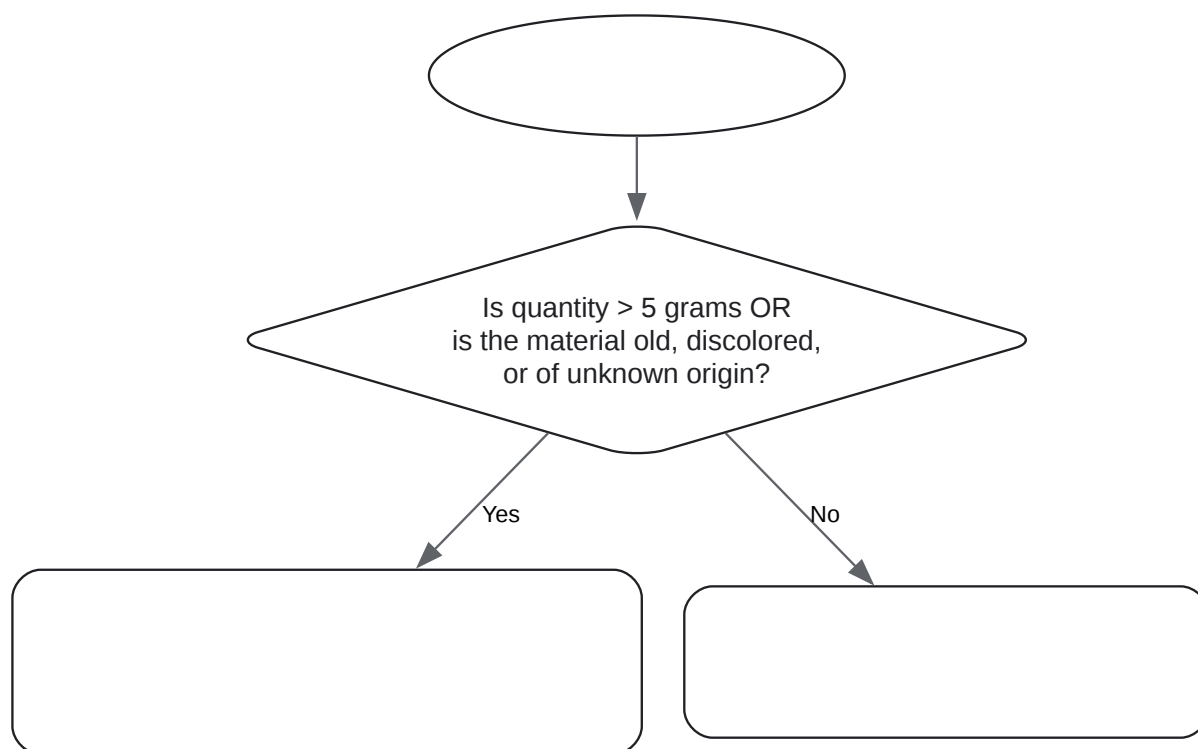 Is quantity > 5 grams OR
is the material old, discolored,
or of unknown origin?
Yes
No